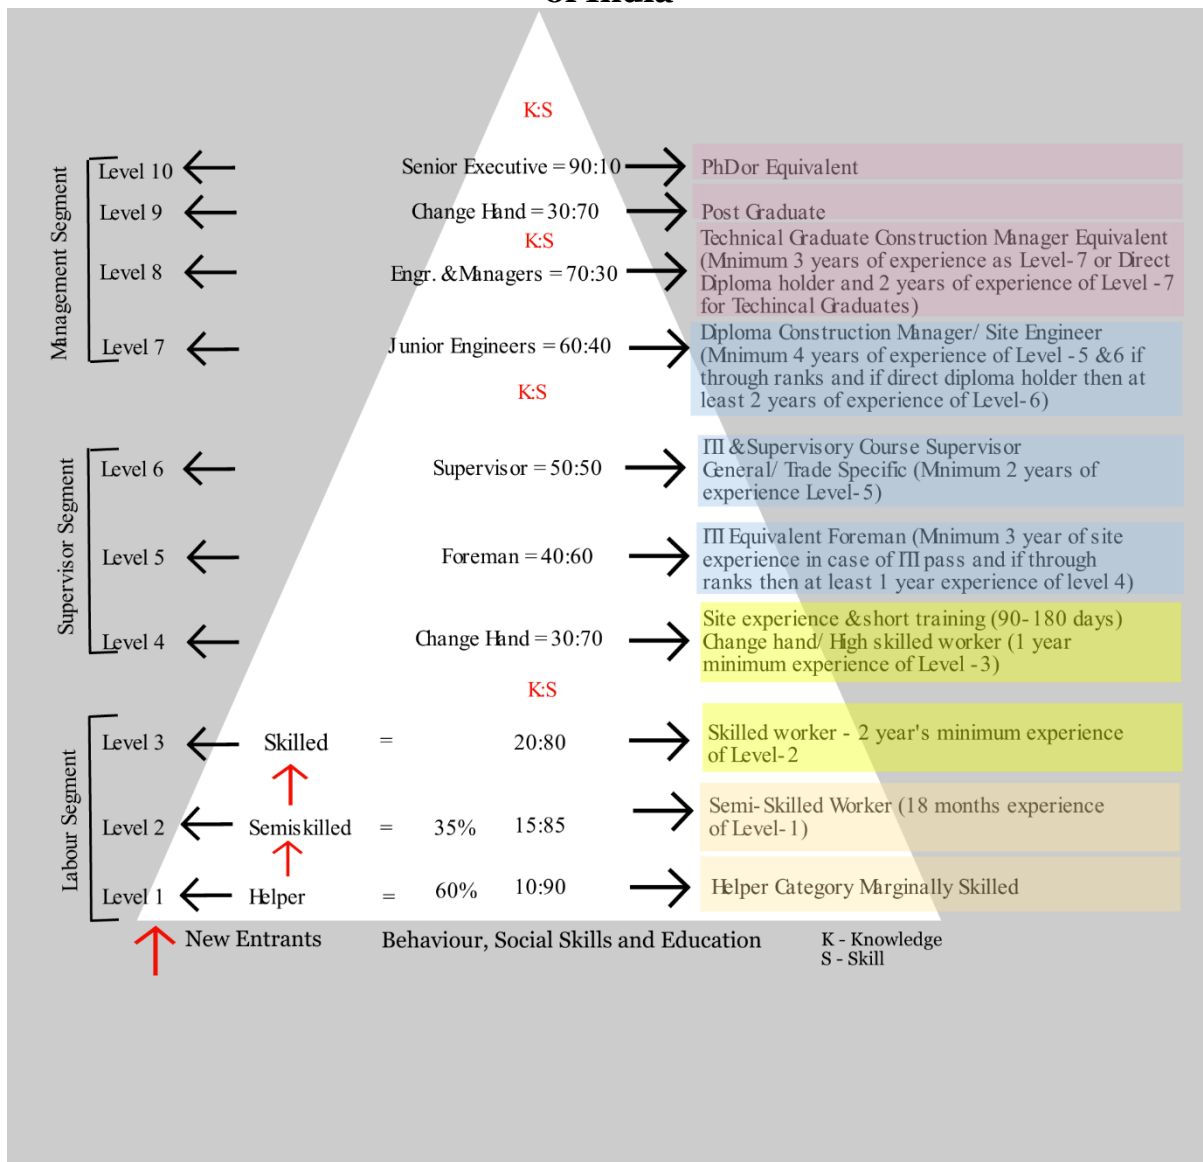 of India
K:S
Level 10
Senior Executive = 90:10
PhD or Equivalent
Level 9
Change Hand = 30:70
Post Graduate
K:S
Level 8
Engr. & Managers = 70:30
Technical Graduate Construction Manager Equivalent
(Minimum 3 years of experience as Level-7 or Direct
Diploma holder and 2 years of experience of Level -7
for Techincal Graduates)
Level 7
Junior Engineers = 60:40
Diploma Construction Manager/ Site Engineer
(Minimum 4 years of experience of Level -5 &6 if
through ranks and if direct diploma holder then at
least 2 years of experience of Level-6)
Management Segment
K:S
Level 6
Supervisor = 50:50
ITI & Supervisory Course Supervisor
General/ Trade Specific (Minimum 2 years of
experience Level-5)
Level 5
Foreman = 40:60
ITI Equivalent Foreman (Minimum 3 year of site
experience in case of ITI pass and if through
ranks then at least 1 year experience of level 4)
Level 4
Change Hand = 30:70
Site experience & short training (90-180 days)
Change hand/ High skilled worker (1 year
minimum experience of Level -3)
Supervisor Segment
K:S
Level 3
Skilled = 20:80
Skilled worker - 2 year's minimum experience
of Level-2
Level 2
Semiskilled = 35% 15:85
Semi-Skilled Worker (18 months experience
of Level-1)
Level 1
Helper = 60% 10:90
Helper Category Marginally Skilled
Labour Segment
New Entrants
Behaviour, Social Skills and Education
K - Knowledge
S - Skill